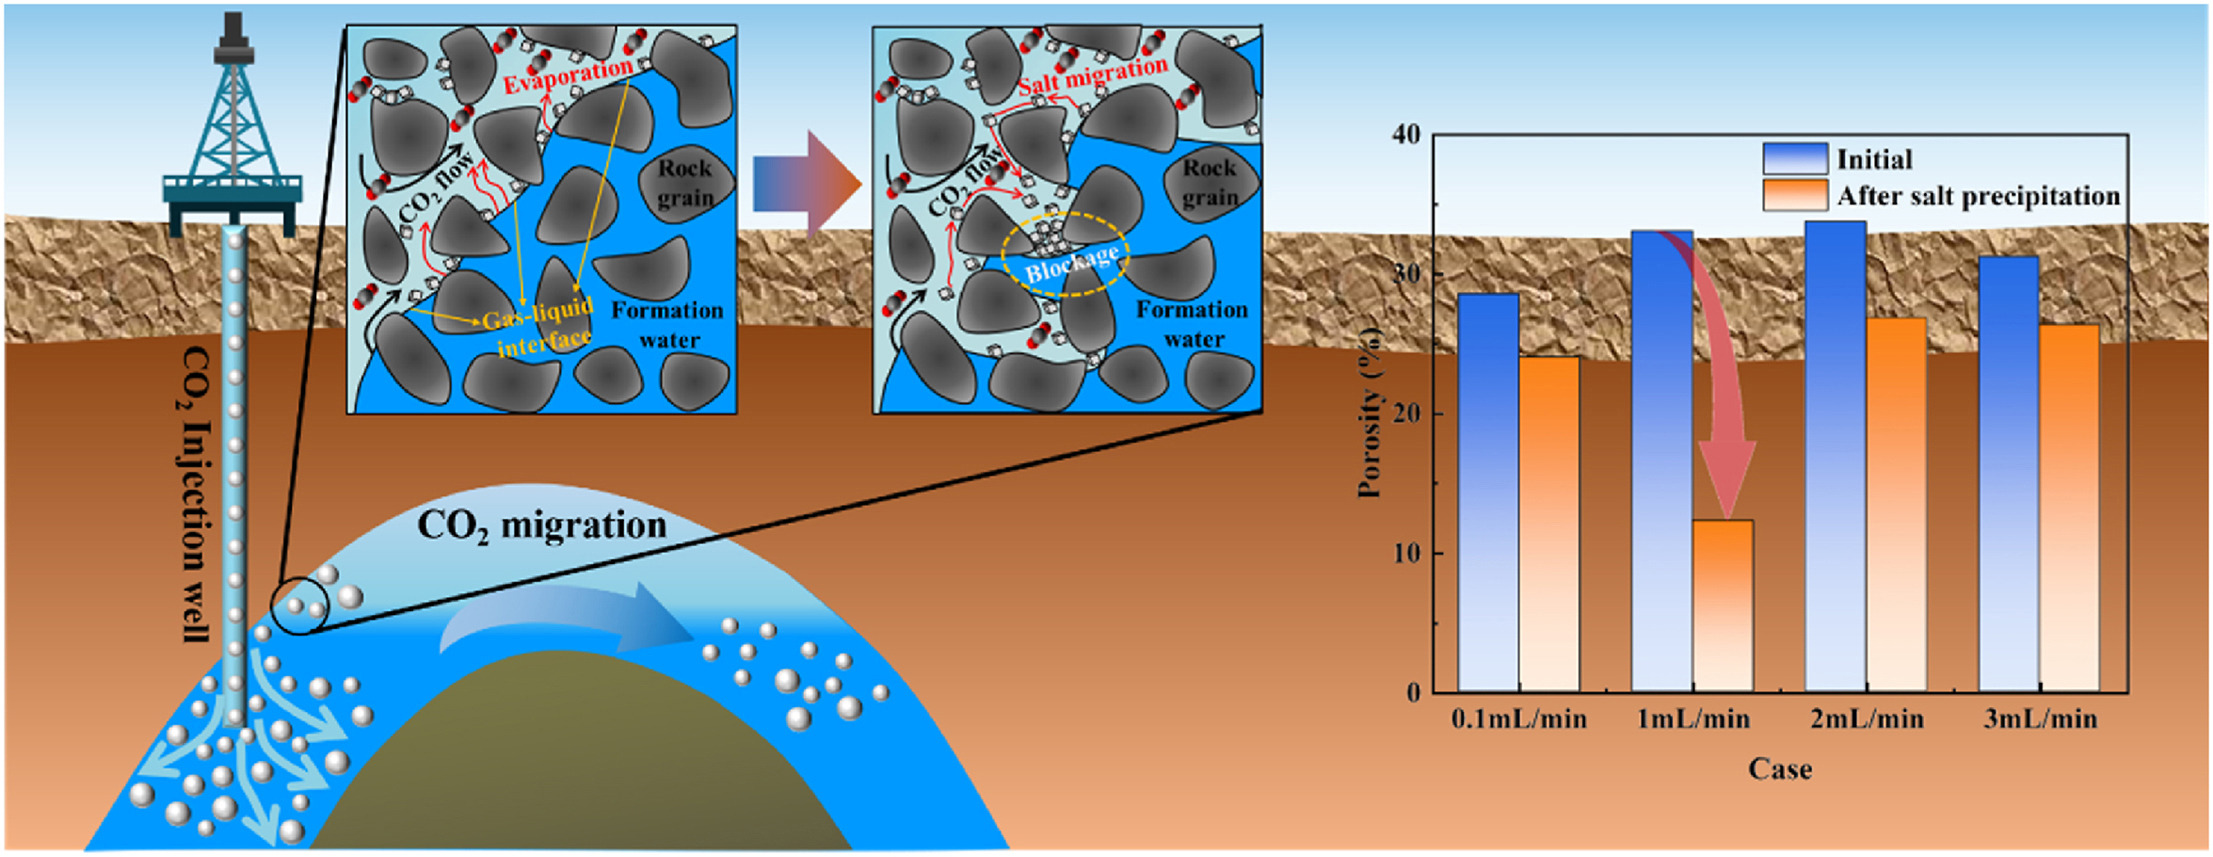 CO₂ Injection well
Evaporation
CO₂ flow
Rock
grain
Gas-liquid
interface
Formation
water
Salt migration
CO₂ flow
Rock
grain
Blockage
Formation
water
CO₂ migration
Initial
After salt precipitation
Porosity (%)
40
30
20
10
0
0.1mL/min 1mL/min 2mL/min 3mL/min
Case